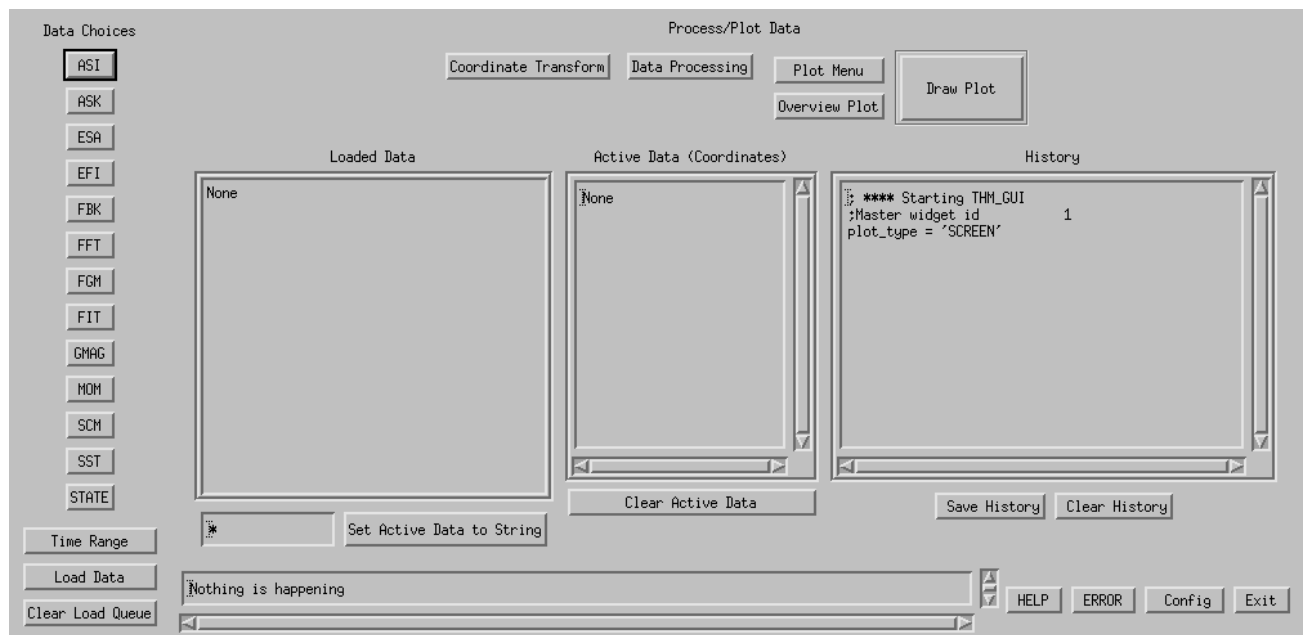 Data Choices
ASI
ASK
ESA
EFI
FBK
FFT
FGM
FIT
GMAG
MOM
SCM
SST
STATE
Time Range
Load Data
Clear Load Queue
Process/Plot Data
Coordinate Transform
Data Processing
Plot Menu
Overview Plot
Draw Plot
Loaded Data
None
*
Set Active Data to String
Active Data (Coordinates)
None
Clear Active Data
History
; **** Starting THM_GUI
;Master widget id 1
plot_type = 'SCREEN'
Save History
Clear History
Nothing is happening
HELP
ERROR
Config
Exit